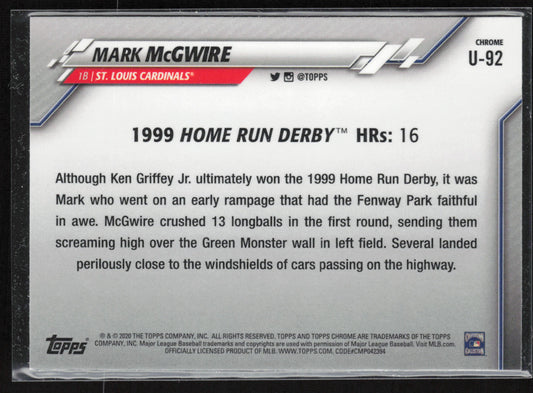 MARK McGWIRE
1B | ST. LOUIS CARDINALS®
@TOPPS
CHROME
U-92
1999 HOME RUN DERBY™ HRs: 16
Although Ken Griffey Jr. ultimately won the 1999 Home Run Derby, it was
Mark who went on an early rampage that had the Fenway Park faithful
in awe. McGwire crushed 13 longballs in the first round, sending them
screaming high over the Green Monster wall in left field. Several landed
perilously close to the windshields of cars passing on the highway.
Topps
® & © 2020 THE TOPPS COMPANY, INC. ALL RIGHTS RESERVED. TOPPS AND TOPPS CHROME ARE TRADEMARKS OF THE TOPPS
COMPANY, INC. Major League Baseball trademarks and copyrights are used with permission of Major League Baseball. Visit MLB.com.
OFFICIALLY LICENSED PRODUCT OF MLB. WWW.TOPPS.COM. CODE#CMP042394